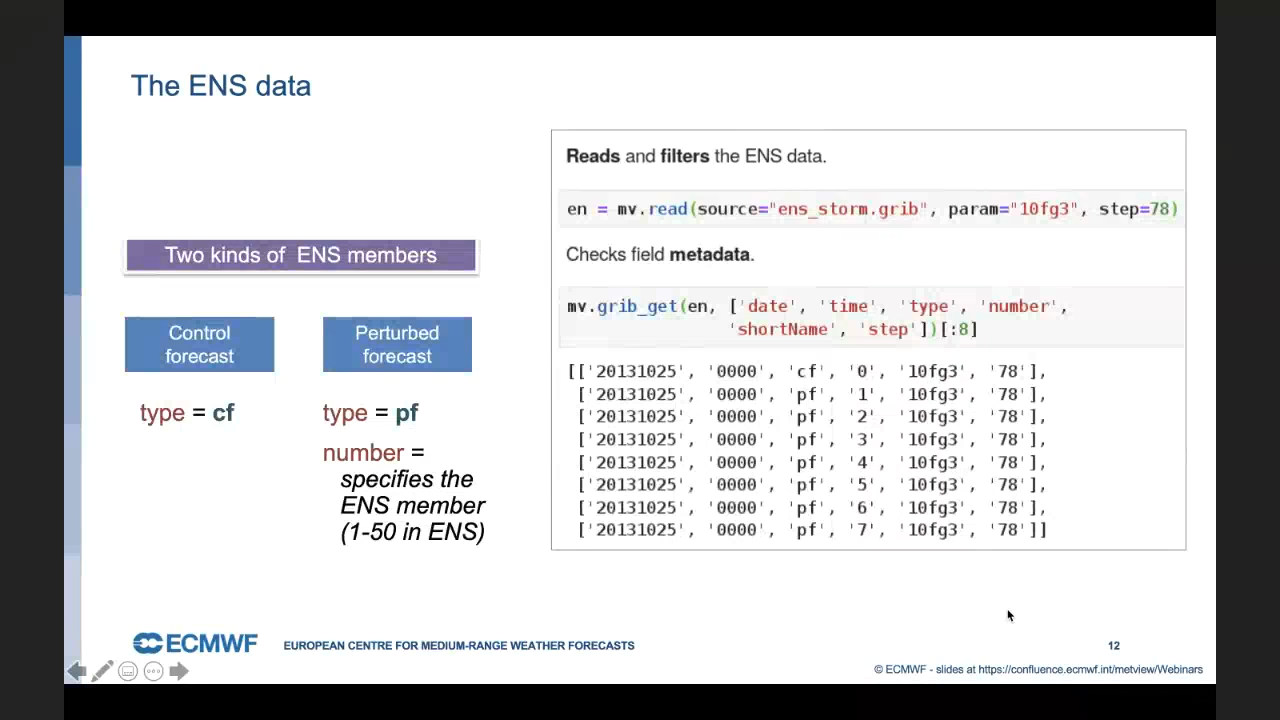 The ENS data
Two kinds of ENS members
Control
forecast
type = cf
Perturbed
forecast
type = pf
number =
specifies the
ENS member
(1-50 in ENS)
Reads and filters the ENS data.
en = mv.read(source="ens_storm.grib", param="10fg3", step=78)
Checks field metadata.
mv.grib_get(en, ['date', 'time', 'type', 'number',
'shortName', 'step'])[:8]
[['20131025', '0000', 'cf', '0', '10fg3', '78'],
['20131025', '0000', 'pf', '1', '10fg3', '78'],
['20131025', '0000', 'pf', '2', '10fg3', '78'],
['20131025', '0000', 'pf', '3', '10fg3', '78'],
['20131025', '0000', 'pf', '4', '10fg3', '78'],
['20131025', '0000', 'pf', '5', '10fg3', '78'],
['20131025', '0000', 'pf', '6', '10fg3', '78'],
['20131025', '0000', 'pf', '7', '10fg3', '78']]
ECMWF EUROPEAN CENTRE FOR MEDIUM-RANGE WEATHER FORECASTS 12
© ECMWF - slides at https://confluence.ecmwf.int/metview/Webinars